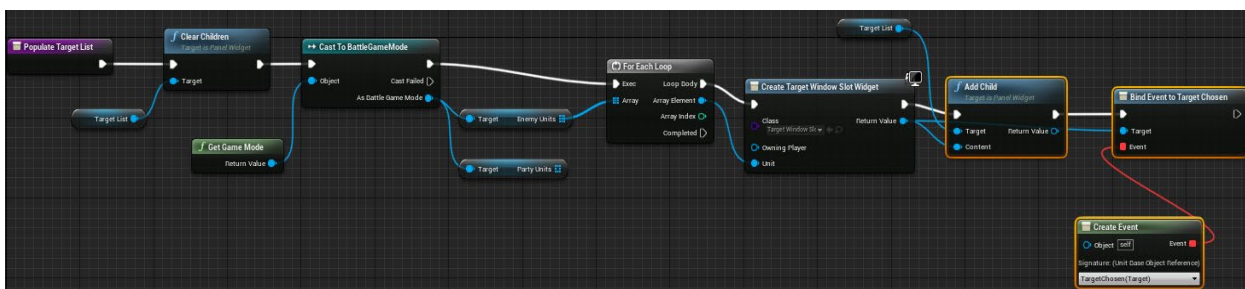 Populate Target List
Target List
Clear Children
Target is Panel Widget
Target
Get Game Mode
Return Value
Cast To BattleGameMode
Object
Cast Failed
As Battle Game Mode
Target Enemy Units
Target Party Units
For Each Loop
Exec Loop Body
Array Array Element
Array Index
Completed
Create Target Window Slot Widget
Class Return Value
Owning Player
Unit
Target List
Add Child
Target is Panel Widget
Target Return Value
Content
Bind Event to Target Chosen
Target
Event
Create Event
Object self Event
Signature: (Unit Base Object Reference)
TargetChosen(Target)